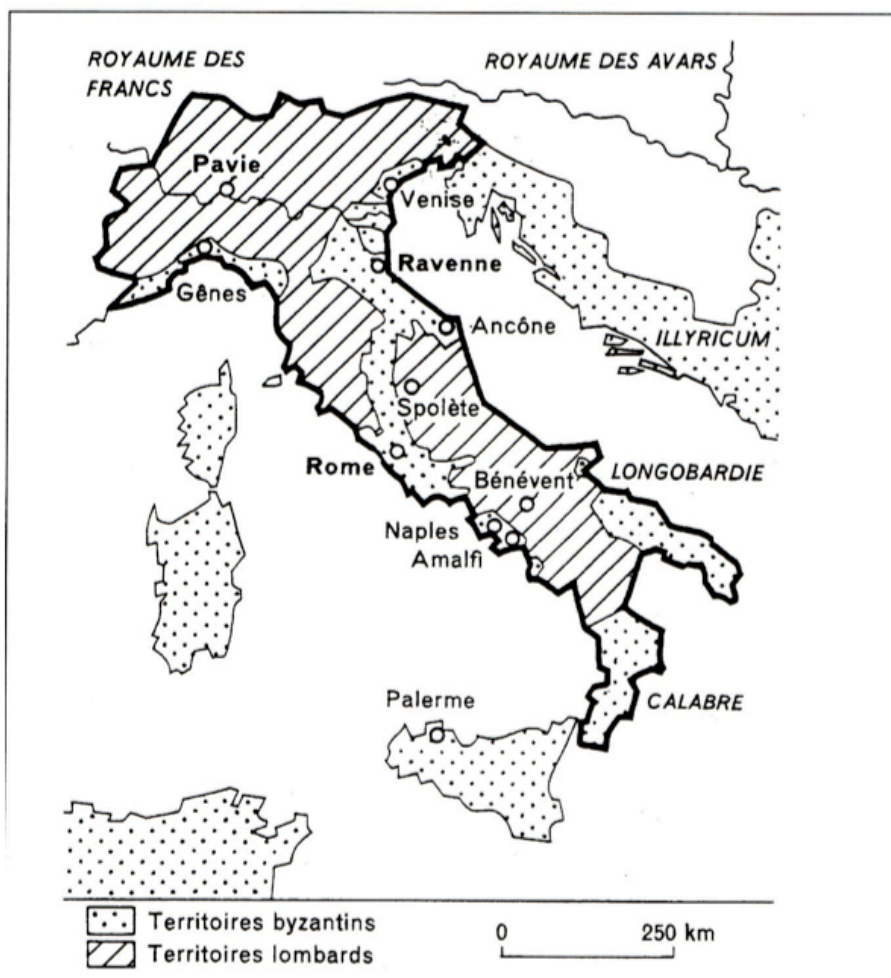 ROYAUME DES
FRANCS
ROYAUME DES AVARS
Pavie
Venise
Ravenne
Gênes
Ancône
ILLYRICUM
Spolète
Rome
Bénévent
LONGOBARDIE
Naples
Amalfi
Palerme
CALABRE
Territoires byzantins
Territoires lombards
0 250 km